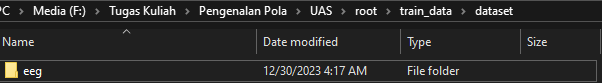 PC > Media (F:) > Tugas Kuliah > Pengenalan Pola > UAS > root > train_data > dataset
Name Date modified Type Size
eeg 12/30/2023 4:17 AM File folder